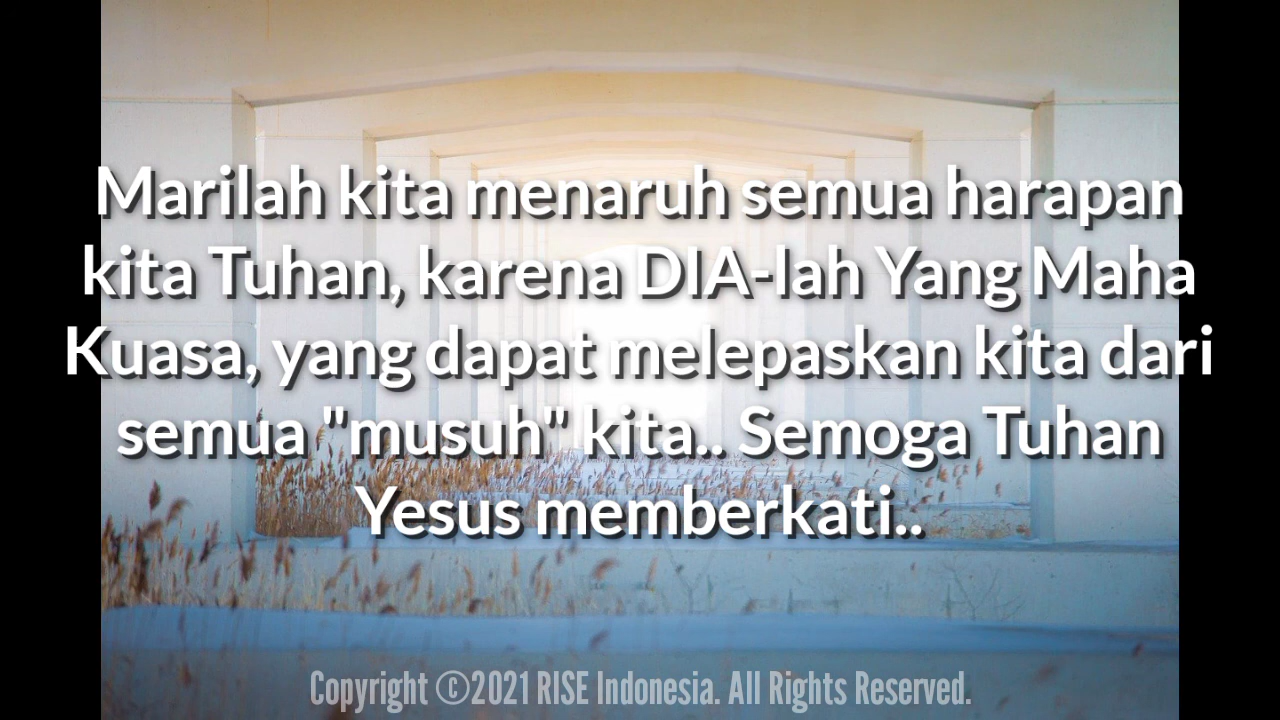 Marilah kita menaruh semua harapan
kita Tuhan, karena DIA-lah Yang Maha
Kuasa, yang dapat melepaskan kita dari
semua "musuh" kita.. Semoga Tuhan
Yesus memberkati..
Copyright ©2021 RISE Indonesia. All Rights Reserved.